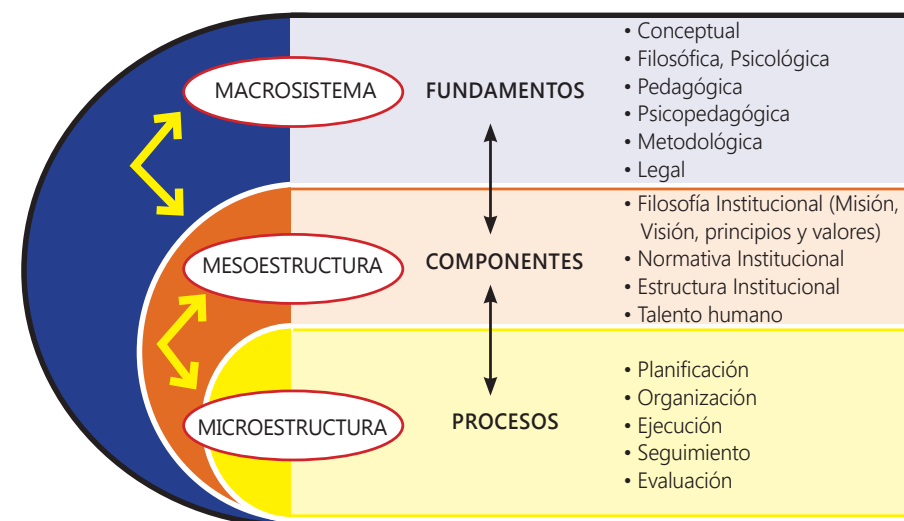 MACROSISTEMA
FUNDAMENTOS
• Conceptual
• Filosófica, Psicológica
• Pedagógica
• Psicopedagógica
• Metodológica
• Legal
MESOESTRUCTURA
COMPONENTES
• Filosofía Institucional (Misión,
Visión, principios y valores)
• Normativa Institucional
• Estructura Institucional
• Talento humano
MICROESTRUCTURA
PROCESOS
• Planificación
• Organización
• Ejecución
• Seguimiento
• Evaluación